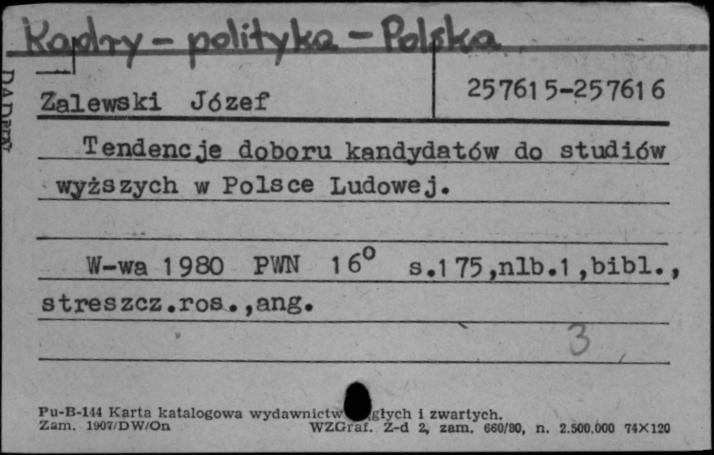 Kadry - polityka - Polska
Zalewski Józef
257615-257616
Tendencje doboru kandydatów do studiów
wyższych w Polsce Ludowej.
W-wa 1980 PWN 16° s.175,nlb.1,bibl.,
streszcz.ros.,ang.
3
Pu-B-144 Karta katalogowa wydawnictw głych i zwartych.
Zam. 1907/DW/On WZGraf. Z-d 2, zam. 660/80, n. 2.500.000 74X120